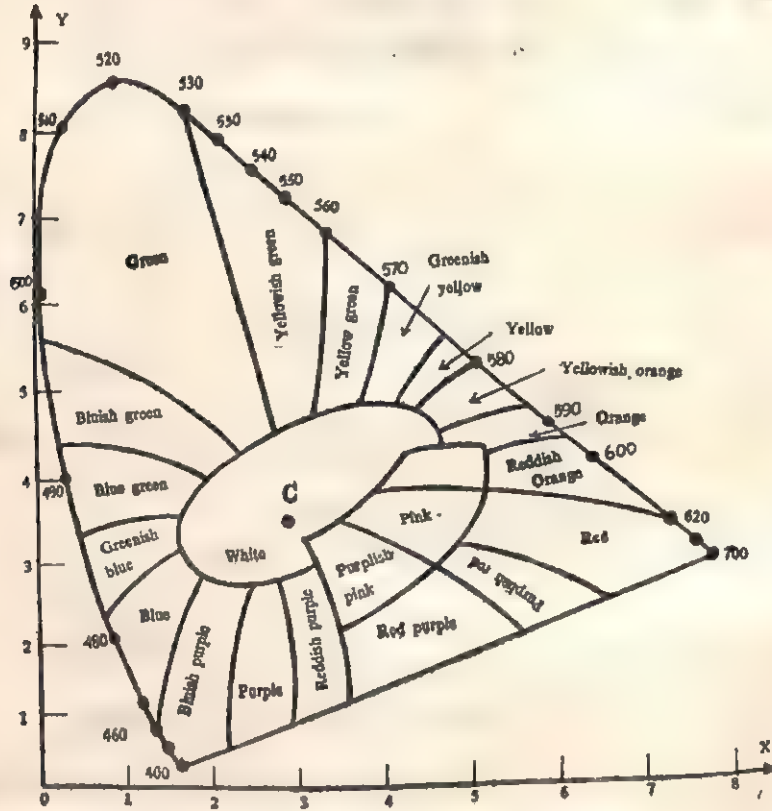 Y
9
520
530
510
8
530
540
550
560
7
Green
Yellowish green
Yellow green
570
Greenish
yellow
600
6
Yellow
580
Yellowish orange
5
590
Orange
Bluish green
600
Reddish
Orange
4
490
Blue green
C
Pink
620
Greenish
blue
Red
3
White
Purplish
pink
Purplish red
700
Blue
2
480
Red purple
Bluish purple
Purple
Reddish purple
1
460
400
X
0
1
2
3
4
5
6
7
8